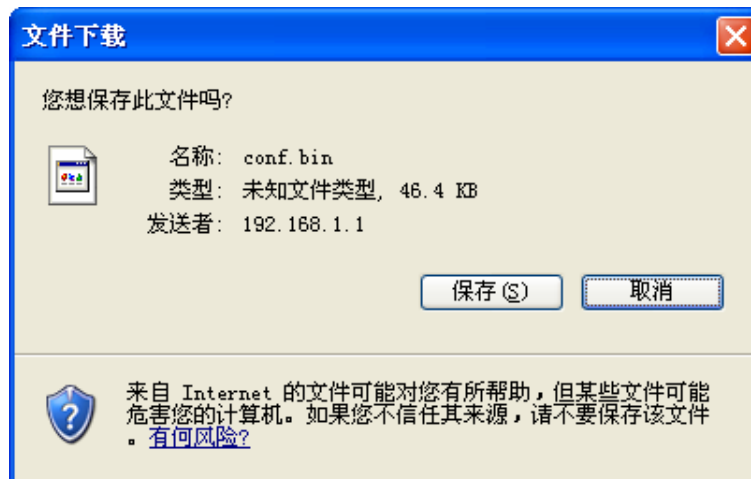 文件下载
您想保存此文件吗?
名称: conf.bin
类型: 未知文件类型, 46.4 KB
发送者: 192.168.1.1
保存(S) 取消
来自 Internet 的文件可能对您有所帮助,但某些文件可能
危害您的计算机。如果您不信任其来源,请不要保存该文件
。有何风险?